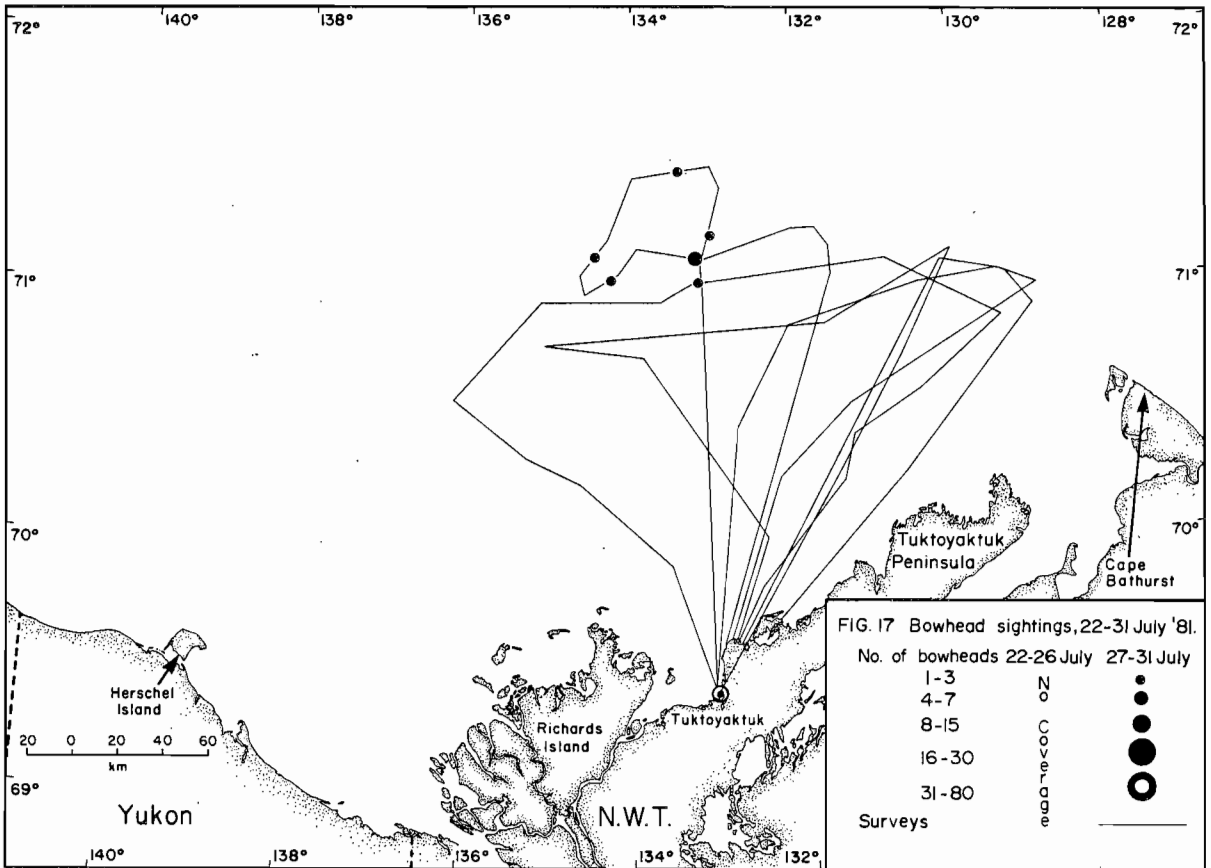 140° 138° 136° 134° 132° 130° 128°
72° 72°
71° 71°
70° 70°
Tuktoyaktuk
Peninsula
Cape
Bathurst
Herschel
Island
Richards
Island
Tuktoyaktuk
20 0 20 40 60
km
69°
Yukon
N.W.T.
140° 138° 136° 134° 132°
FIG. 17 Bowhead sightings, 22-31 July '81.
No. of bowheads 22-26 July 27-31 July
1-3
4-7
8-15
16-30
31-80
No Coverage
Surveys